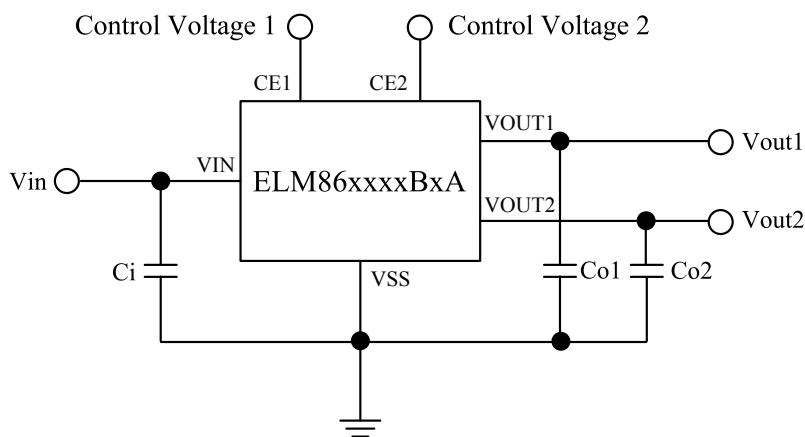 Control Voltage 1
Control Voltage 2
CE1
CE2
VOUT1
Vout1
Vin
VIN
ELM86xxxxBxA
VOUT2
Vout2
Ci
VSS
Co1
Co2